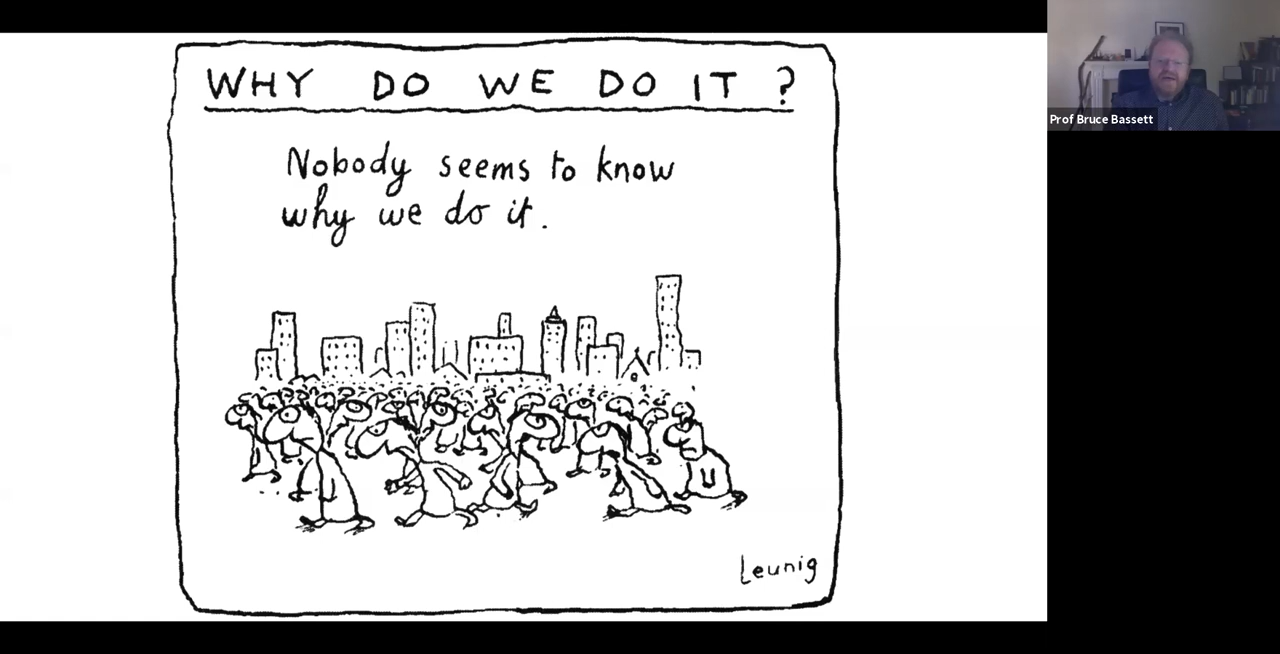 WHY DO WE DO IT ?
Nobody seems to know
why we do it.
Leunig
Prof Bruce Bassett